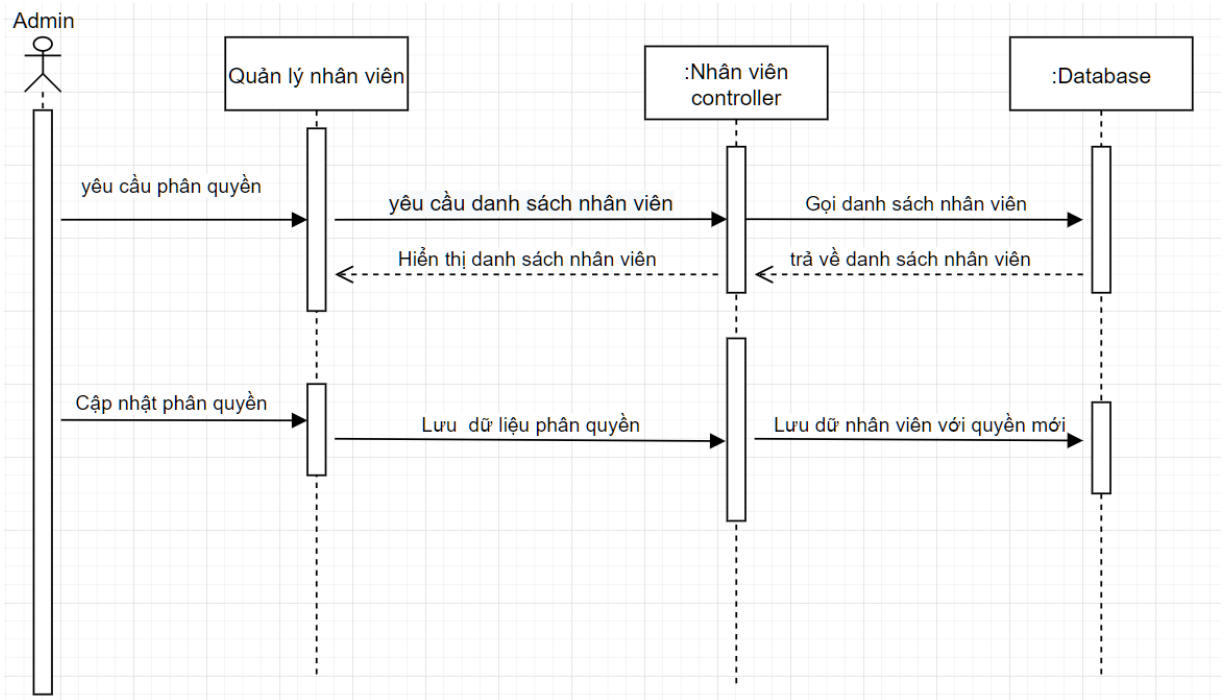 Admin
Quản lý nhân viên
:Nhân viên
controller
:Database
yêu cầu phân quyền
yêu cầu danh sách nhân viên
Gọi danh sách nhân viên
Hiển thị danh sách nhân viên
trả về danh sách nhân viên
Cập nhật phân quyền
Lưu dữ liệu phân quyền
Lưu dữ nhân viên với quyền mới